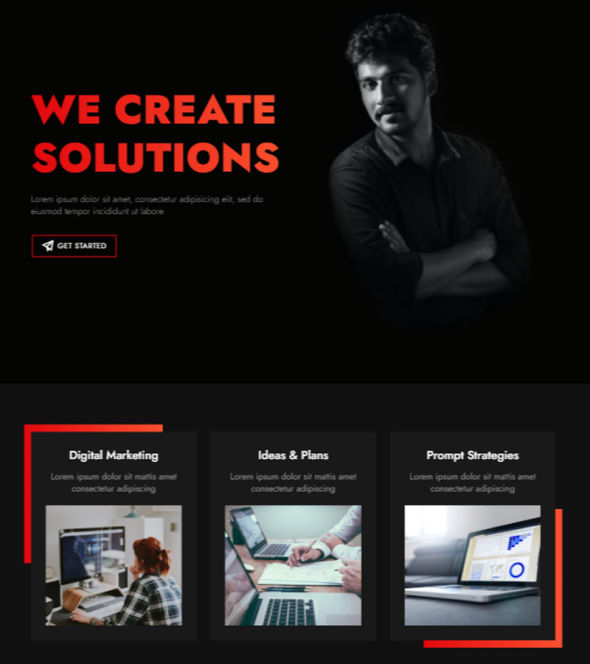 WE CREATE
SOLUTIONS
Lorem ipsum dolor sit amet, consectetur adipisicing elit, sed do
eiusmod tempor incididunt ut labore.
GET STARTED
Digital Marketing
Lorem ipsum dolor sit mattis amet
consectetur adipiscing
Ideas & Plans
Lorem ipsum dolor sit mattis amet
consectetur adipiscing
Prompt Strategies
Lorem ipsum dolor sit mattis amet
consectetur adipiscing